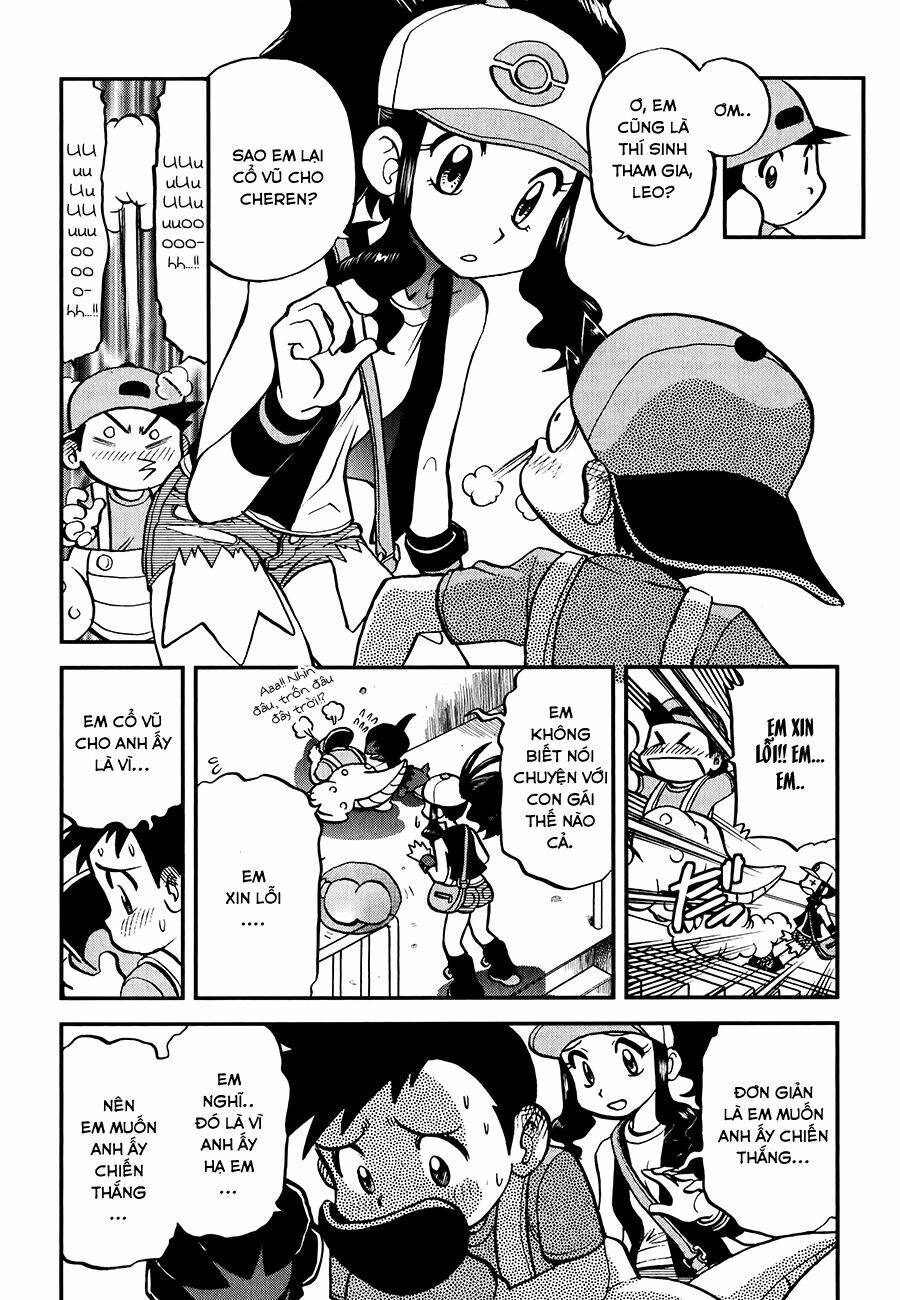 ƠM..
Ơ, EM
CŨNG LÀ
THÍ SINH
THAM GIA,
LEO?
SAO EM LẠI
CỔ VŨ CHO
CHEREN?
UUu
uUu
uUu
uuoo
ooo-
hh...!!
UU
uu
Uu
UU
uuu
oo
oo
o-
hh...!!
EM XIN
LỖI!! EM...
EM..
EM
KHÔNG
BIẾT NÓI
CHUYỆN VỚI
CON GÁI
THẾ NÀO
CẢ.
Aaa!! Nhìn
đâu, trốn đâu
đây trời!?
EM
XIN LỖI
....
EM CỔ VŨ
CHO ANH ẤY
LÀ VÌ...
ĐƠN GIẢN
LÀ EM MUỐN
ANH ẤY CHIẾN
THẮNG...
EM
NGHĨ..
ĐÓ LÀ VÌ
ANH ẤY
HẠ EM
...
NÊN
EM MUỐN
ANH ẤY
CHIẾN
THẮNG
...